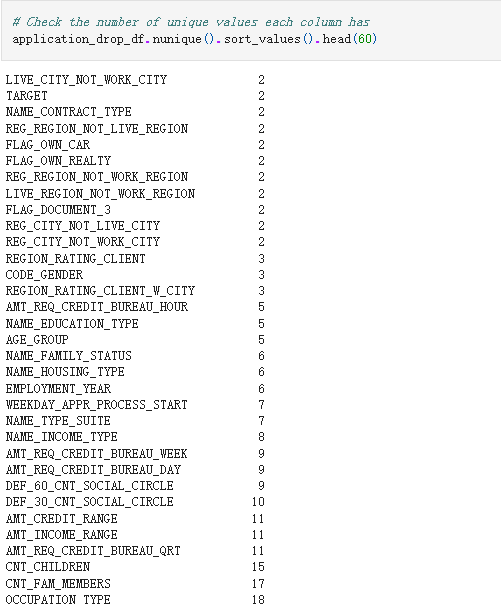 # Check the number of unique values each column has
application_drop_df.nunique().sort_values().head(60)
LIVE_CITY_NOT_WORK_CITY 2
TARGET 2
NAME_CONTRACT_TYPE 2
REG_REGION_NOT_LIVE_REGION 2
FLAG_OWN_CAR 2
FLAG_OWN_REALTY 2
REG_REGION_NOT_WORK_REGION 2
LIVE_REGION_NOT_WORK_REGION 2
FLAG_DOCUMENT_3 2
REG_CITY_NOT_LIVE_CITY 2
REG_CITY_NOT_WORK_CITY 2
REGION_RATING_CLIENT 3
CODE_GENDER 3
REGION_RATING_CLIENT_W_CITY 3
AMT_REQ_CREDIT_BUREAU_HOUR 5
NAME_EDUCATION_TYPE 5
AGE_GROUP 5
NAME_FAMILY_STATUS 6
NAME_HOUSING_TYPE 6
EMPLOYMENT_YEAR 6
WEEKDAY_APPR_PROCESS_START 7
NAME_TYPE_SUITE 7
NAME_INCOME_TYPE 8
AMT_REQ_CREDIT_BUREAU_WEEK 9
AMT_REQ_CREDIT_BUREAU_DAY 9
DEF_60_CNT_SOCIAL_CIRCLE 9
DEF_30_CNT_SOCIAL_CIRCLE 10
AMT_CREDIT_RANGE 11
AMT_INCOME_RANGE 11
AMT_REQ_CREDIT_BUREAU_QRT 11
CNT_CHILDREN 15
CNT_FAM_MEMBERS 17
OCCUPATION_TYPE 18